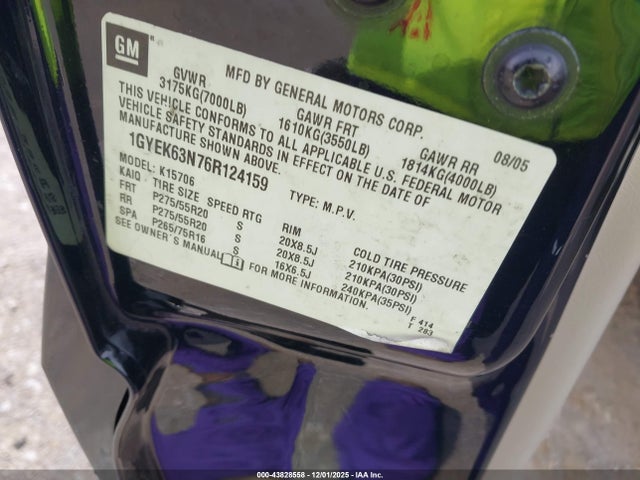 GM
MFD BY GENERAL MOTORS CORP. 08/05
GVWR GAWR FRT GAWR RR
3175KG(7000LB) 1610KG(3550LB) 1814KG(4000LB)
THIS VEHICLE CONFORMS TO ALL APPLICABLE U.S. FEDERAL MOTOR
VEHICLE SAFETY STANDARDS IN EFFECT ON THE DATE OF
MANUFACTURE SHOWN ABOVE.
1GYEK63N76R124159 TYPE: M.P.V.
MODEL: K15706
KAIQ TIRE SIZE SPEED RTG RIM COLD TIRE PRESSURE
FRT P275/55R20 S 20X8.5J 210KPA(30PSI)
RR P275/55R20 S 20X8.5J 210KPA(30PSI)
SPA P265/75R16 S 16X6.5J 240KPA(35PSI)
SEE OWNER'S MANUAL FOR MORE INFORMATION.
F 414
T 283
000-43828558 - 12/01/2025 - IAA Inc.